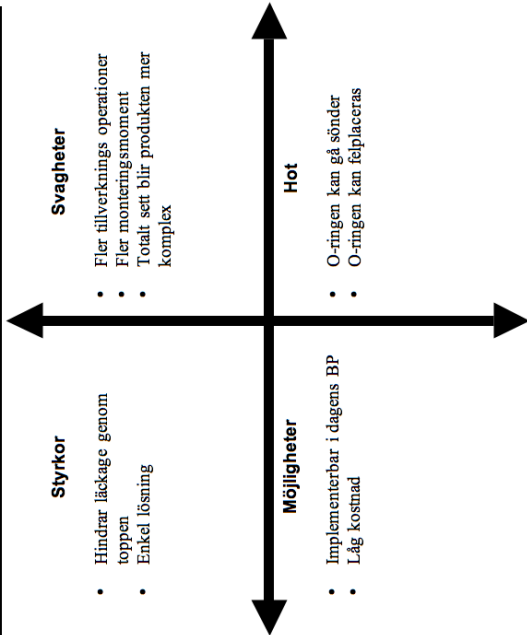 Styrkor
• Hindrar läckage genom
toppen
• Enkel lösning
Svagheter
• Fler tillverknings operationer
• Fler monteringsmoment
• Totalt sett blir produkten mer
komplex
Möjligheter
• Implementerbar i dagens BP
• Låg kostnad
Hot
• O-ringen kan gå sönder
• O-ringen kan felplaceras